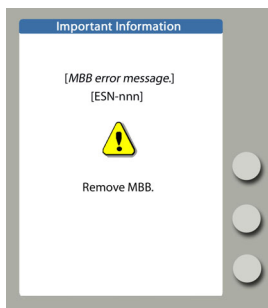 Important Information
[MBB error message.]
[ESN-nnn]
Remove MBB.